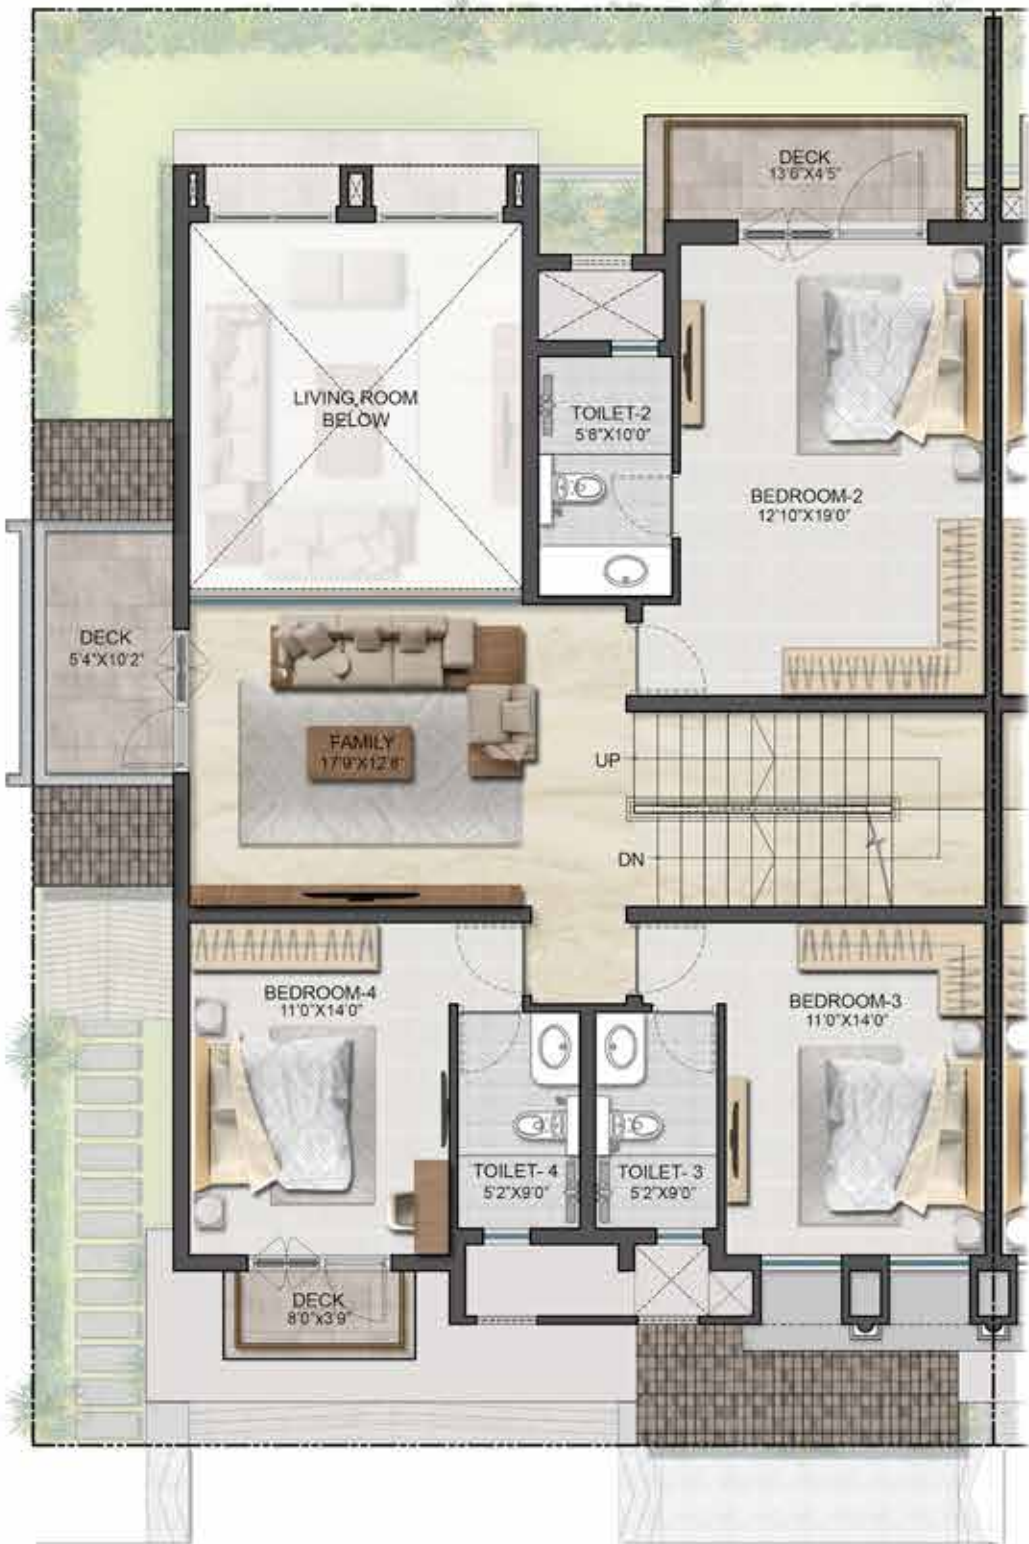 DECK
13'6"X4'5"
LIVING ROOM
BELOW
TOILET-2
5'8"X10'0"
BEDROOM-2
12'10"X19'0"
DECK
5'4"X10'2"
FAMILY
17'9"X12'8"
UP
DN
BEDROOM-4
11'0"X14'0"
BEDROOM-3
11'0"X14'0"
TOILET- 4
5'2"X9'0"
TOILET- 3
5'2"X9'0"
DECK
8'0"x3'9"